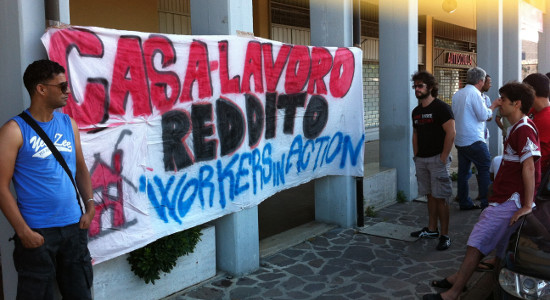 CASA-LAVORO
REDDITO
WORKERS IN ACTION